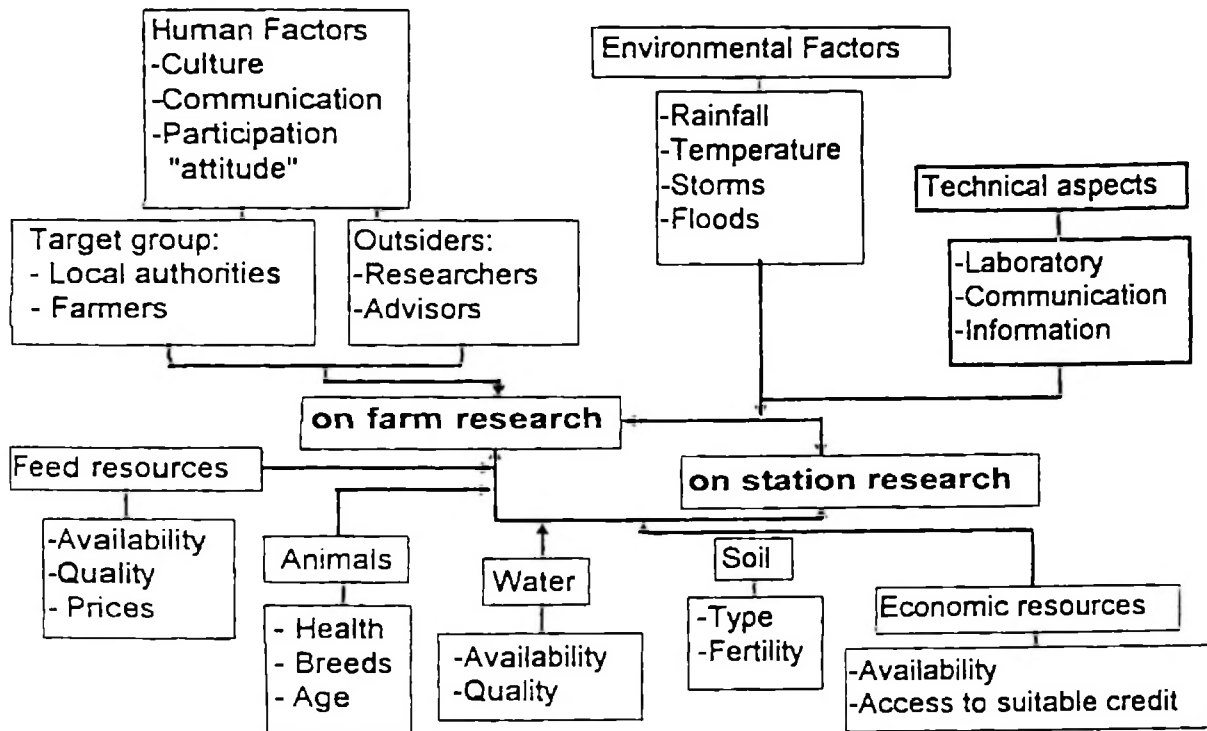 Human Factors
-Culture
-Communication
-Participation
"attitude"
Environmental Factors
-Rainfall
-Temperature
-Storms
-Floods
Technical aspects
-Laboratory
-Communication
-Information
Target group:
- Local authorities
- Farmers
Outsiders:
-Researchers
-Advisors
on farm research
on station research
Feed resources
-Availability
-Quality
- Prices
Animals
- Health
- Breeds
- Age
Water
-Availability
-Quality
Soil
-Type
-Fertility
Economic resources
-Availability
-Access to suitable credit